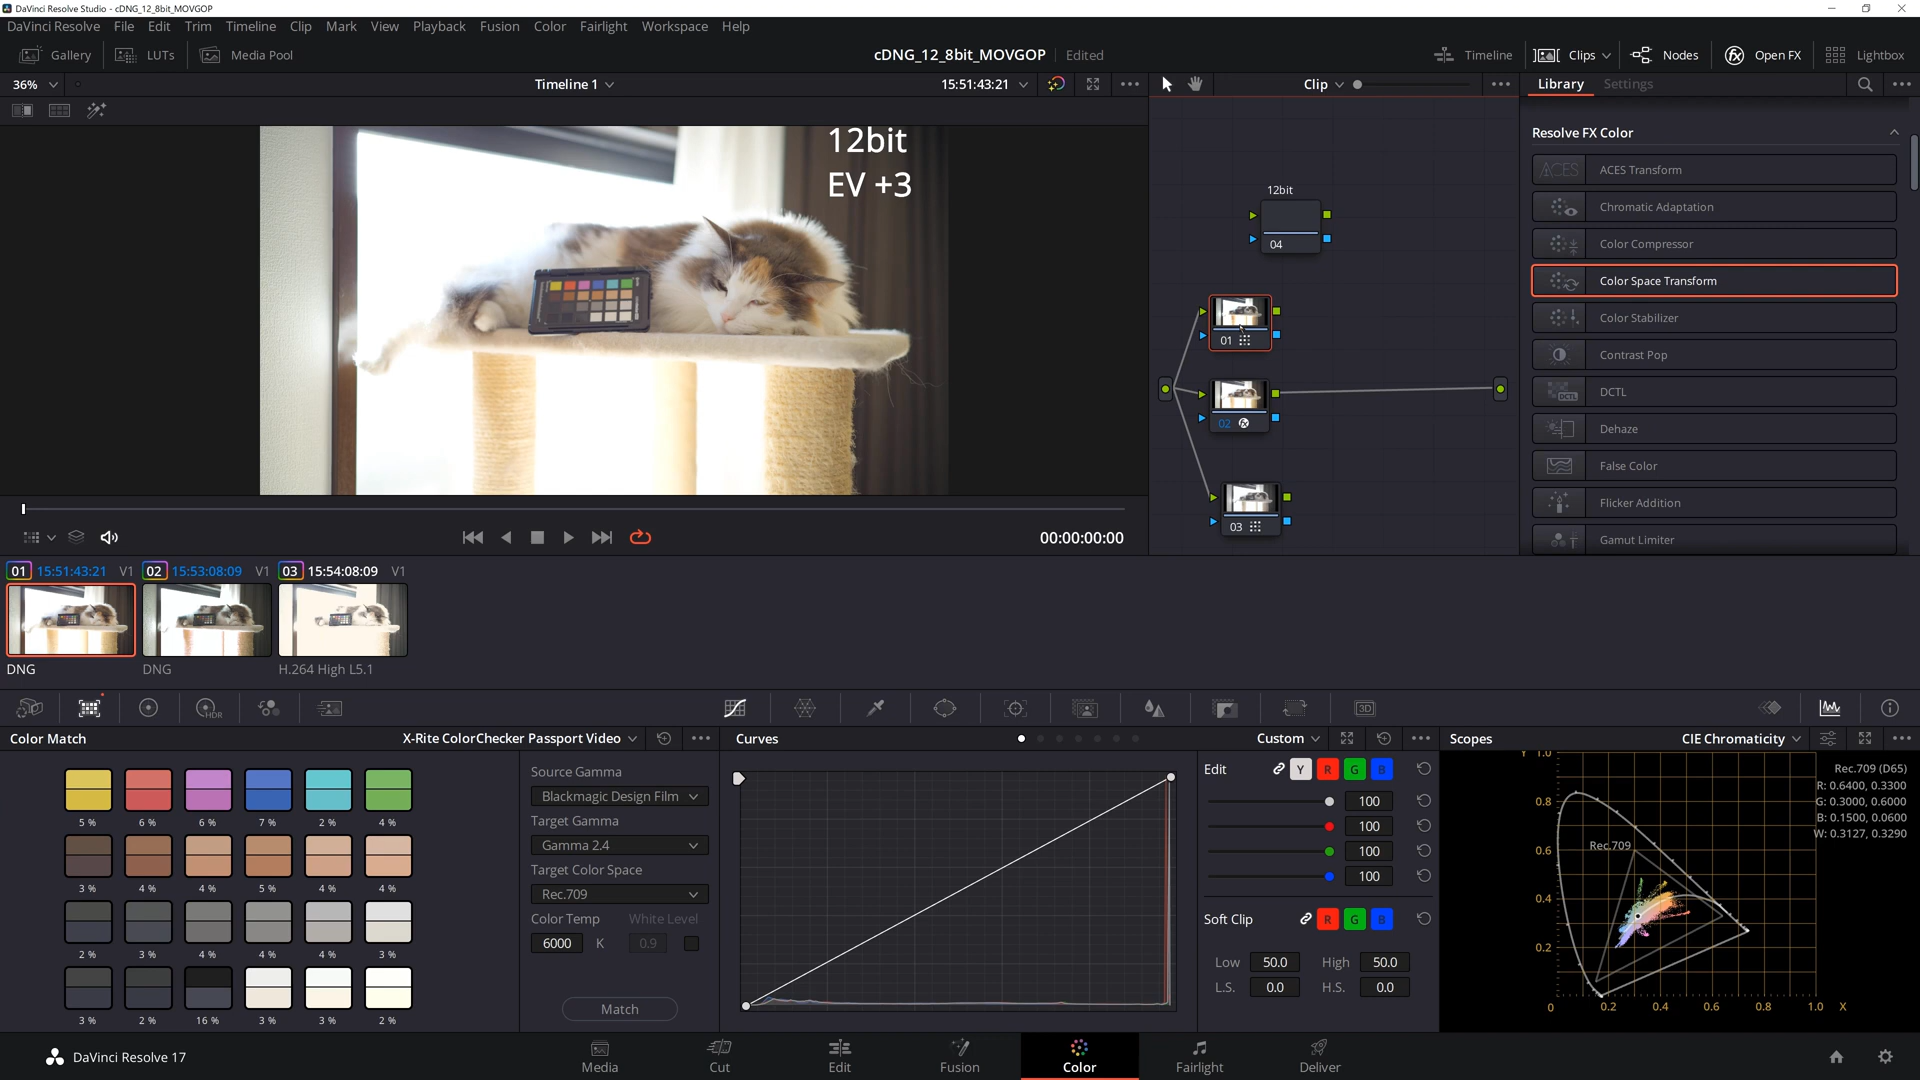 DaVinci Resolve Studio - cDNG_12_8bit_MOVGOP
DaVinci Resolve File Edit Trim Timeline Clip Mark View Playback Fusion Color Fairlight Workspace Help
Gallery LUTs Media Pool cDNG_12_8bit_MOVGOP Edited Timeline Clips Nodes Open FX Lightbox
36% Timeline 1 15:51:43:21 Clip Library Settings
12bit
EV +3
12bit
04
01
02
03
Resolve FX Color
ACES Transform
Chromatic Adaptation
Color Compressor
Color Space Transform
Color Stabilizer
Contrast Pop
DCTL
Dehaze
False Color
Flicker Addition
Gamut Limiter
00:00:00:00
01 15:51:43:21 V1 02 15:53:08:09 V1 03 15:54:08:09 V1
DNG DNG H.264 High L5.1
HDR 3D
Color Match X-Rite ColorChecker Passport Video
5 % 6 % 6 % 7 % 2 % 4 %
3 % 4 % 4 % 5 % 4 % 4 %
2 % 3 % 4 % 4 % 4 % 3 %
3 % 2 % 16 % 3 % 3 % 2 %
Source Gamma
Blackmagic Design Film
Target Gamma
Gamma 2.4
Target Color Space
Rec.709
Color Temp White Level
6000 K 0.9
Match
Curves Custom
Edit Y R G B
100
100
100
100
Soft Clip R G B
Low 50.0 High 50.0
L.S. 0.0 H.S. 0.0
Scopes CIE Chromaticity
Rec.709 (D65)
R: 0.6400, 0.3300
G: 0.3000, 0.6000
B: 0.1500, 0.0600
W: 0.3127, 0.3290
Y 1.0
0.8
0.6
0.4
0.2
Rec.709
0 0.2 0.4 0.6 0.8 1.0 X
DaVinci Resolve 17 Media Cut Edit Fusion Color Fairlight Deliver